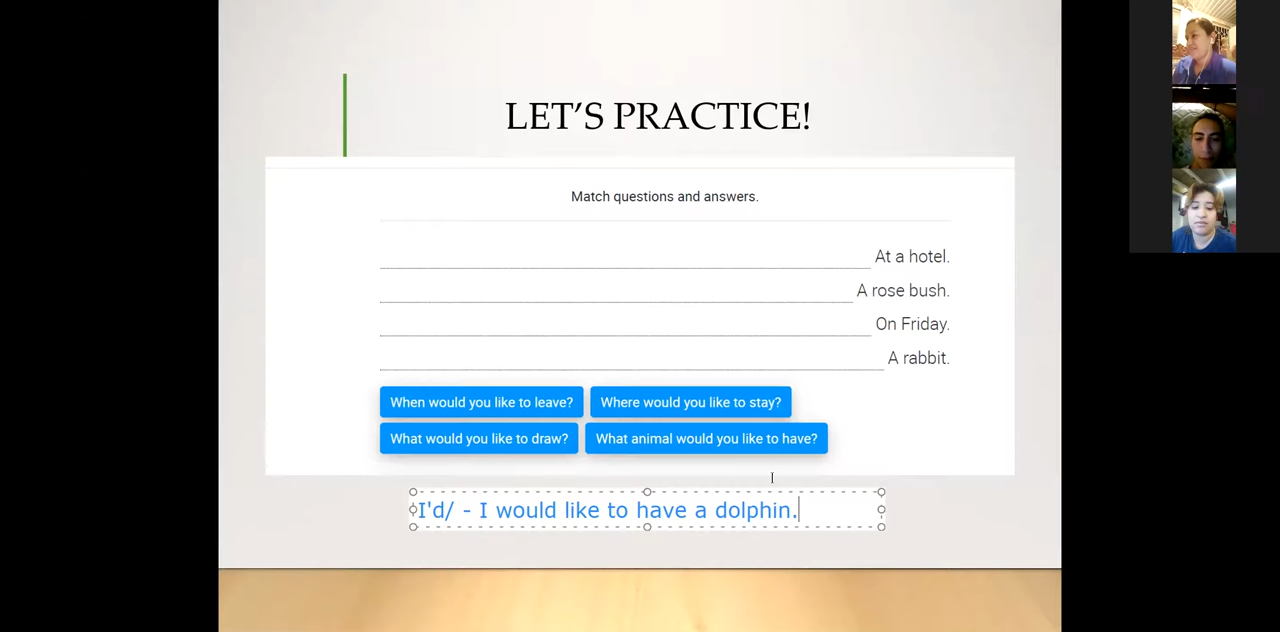 LET'S PRACTICE!
Match questions and answers.
At a hotel.
A rose bush.
On Friday.
A rabbit.
When would you like to leave? Where would you like to stay?
What would you like to draw? What animal would you like to have?
I'd/ - I would like to have a dolphin.